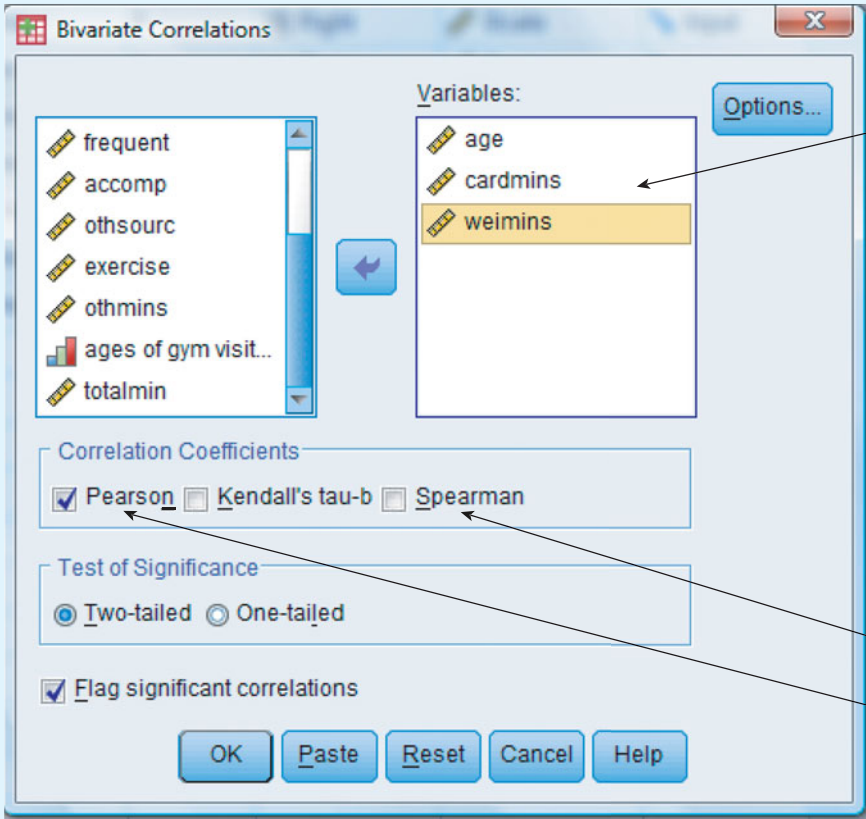 Bivariate Correlations
Variables:
Options...
frequent
accomp
othsourc
exercise
othmins
ages of gym visit...
totalmin
age
cardmins
weimins
Correlation Coefficients
Pearson Kendall's tau-b Spearman
Test of Significance
Two-tailed One-tailed
Flag significant correlations
OK Paste Reset Cancel Help